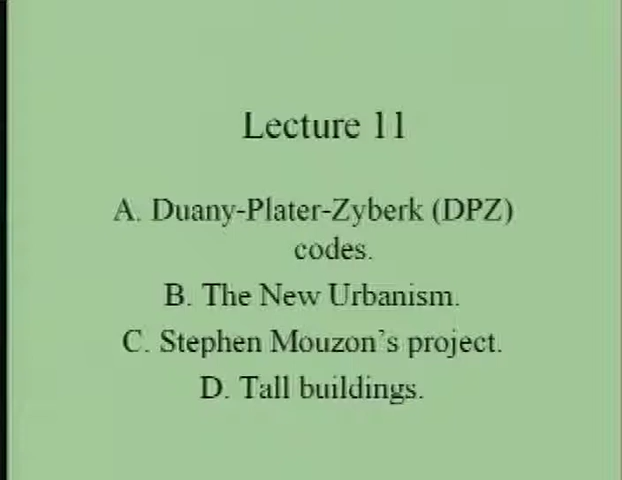 Lecture 11
A. Duany-Plater-Zyberk (DPZ)
codes.
B. The New Urbanism.
C. Stephen Mouzon's project.
D. Tall buildings.